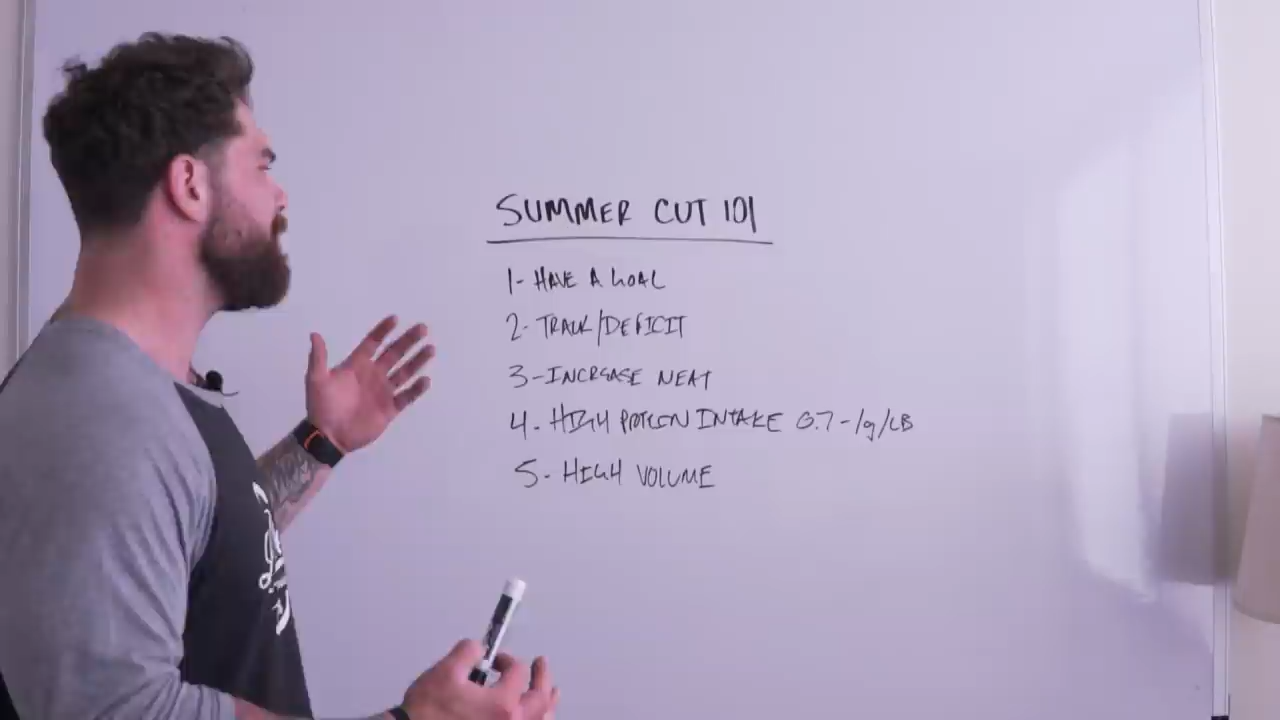 SUMMER CUT 101
1- HAVE A GOAL
2- TRACK/DEFICIT
3- INCREASE NEAT
4- HIGH PROTEIN INTAKE 0.7-1g/LB
5- HIGH VOLUME